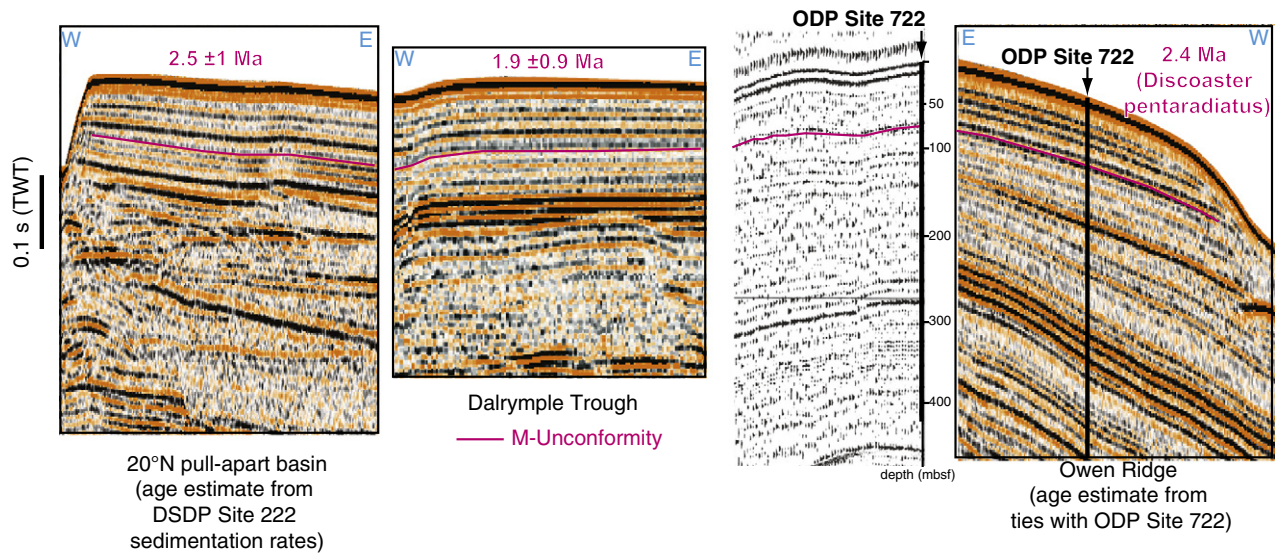 W
E
2.5 ±1 Ma
0.1 s (TWT)
20°N pull-apart basin
(age estimate from
DSDP Site 222
sedimentation rates)
W
E
1.9 ±0.9 Ma
Dalrymple Trough
M-Unconformity
ODP Site 722
50
100
200
300
400
depth (mbsf)
E
W
ODP Site 722
2.4 Ma
(Discoaster
pentaradiatus)
Owen Ridge
(age estimate from
ties with ODP Site 722)